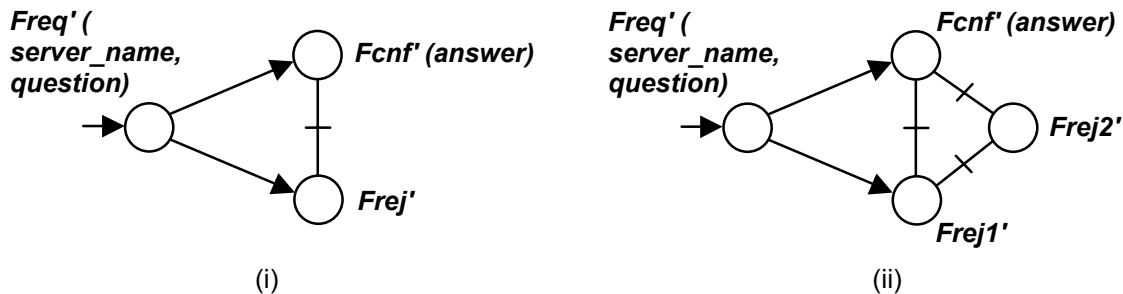 Freq' (
server_name,
question)
Fcnf' (answer)
Frej'
(i)
Freq' (
server_name,
question)
Fcnf' (answer)
Frej2'
Frej1'
(ii)